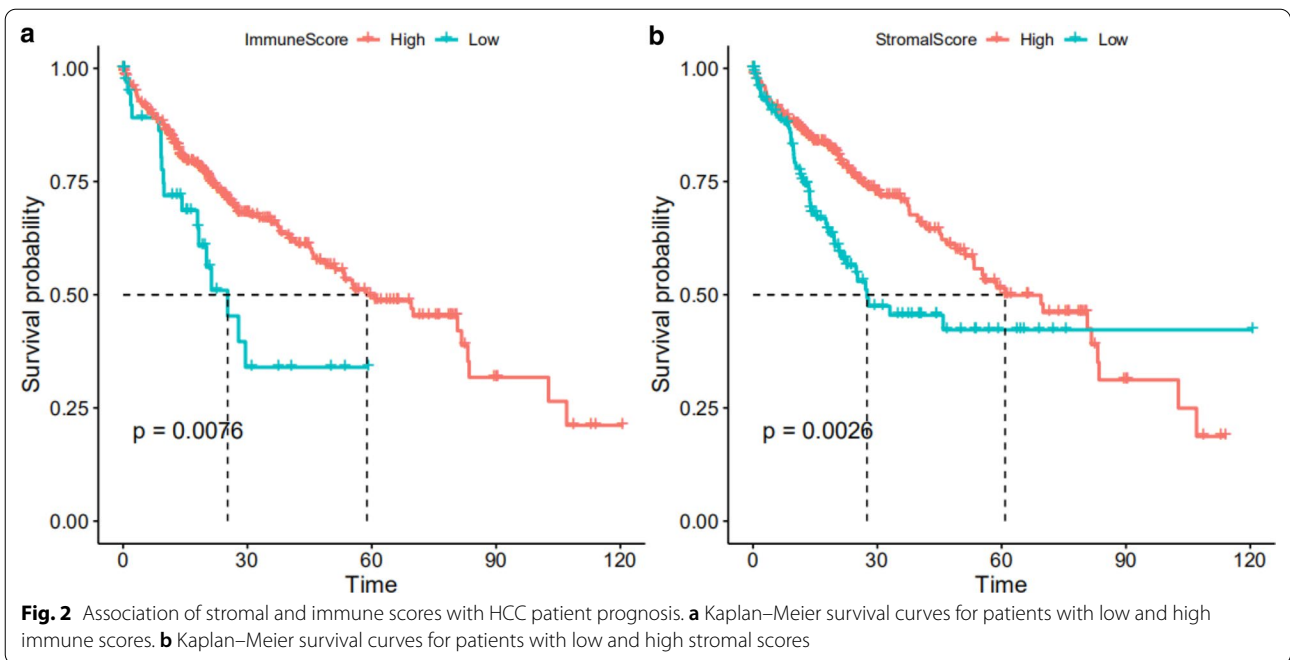 a
ImmuneScore High Low
1.00
0.75
0.50
0.25
0.00
Survival probability
p = 0.0076
0 30 60 90 120
Time
b
StromalScore High Low
1.00
0.75
0.50
0.25
0.00
Survival probability
p = 0.0026
0 30 60 90 120
Time
Fig. 2 Association of stromal and immune scores with HCC patient prognosis. a Kaplan–Meier survival curves for patients with low and high
immune scores. b Kaplan–Meier survival curves for patients with low and high stromal scores